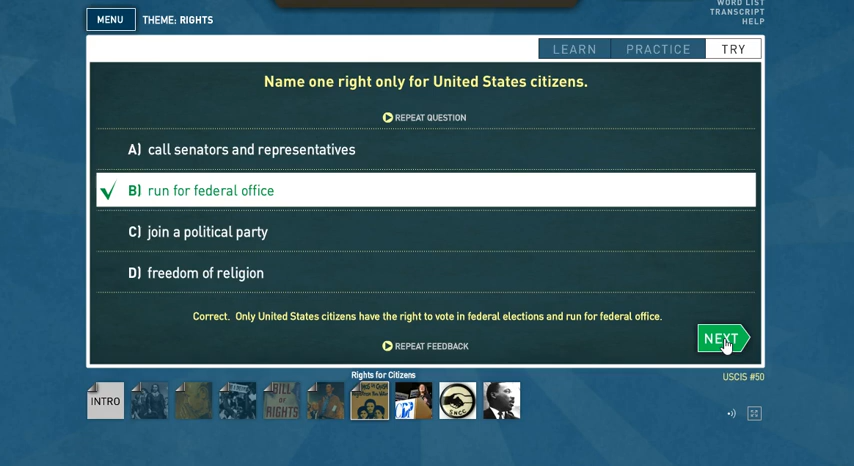 WORD LIST
TRANSCRIPT
HELP
MENU
THEME: RIGHTS
LEARN
PRACTICE
TRY
Name one right only for United States citizens.
REPEAT QUESTION
A) call senators and representatives
B) run for federal office
C) join a political party
D) freedom of religion
Correct. Only United States citizens have the right to vote in federal elections and run for federal office.
NEXT
REPEAT FEEDBACK
Rights for Citizens
USCIS #50
INTRO
BILL
OF
RIGHTS
SNCC